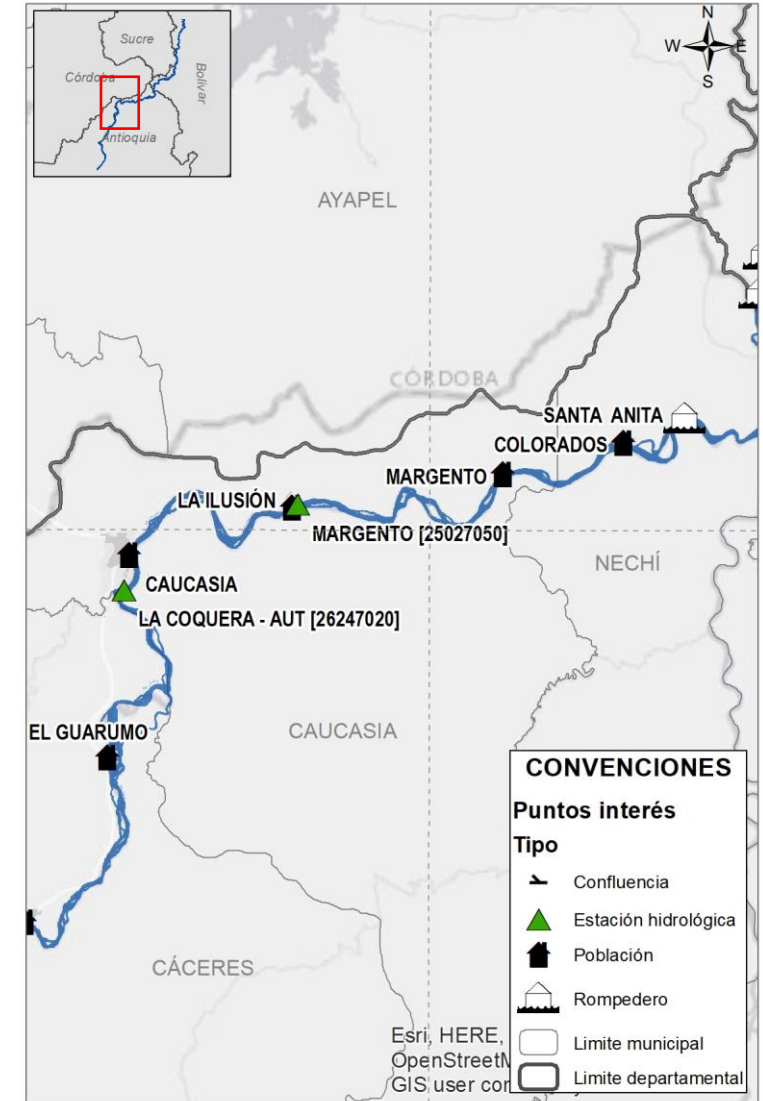 Sucre
Córdoba
Bolívar
Antioquia
N
W
E
S
AYAPEL
CÓRDOBA
SANTA ANITA
COLORADOS
MARGENTO
LA ILUSIÓN
MARGENTO [25027050]
NECHÍ
CAUCASIA
LA COQUERA - AUT [26247020]
EL GUARUMO
CAUCASIA
CÁCERES
CONVENCIONES
Puntos interés
Tipo
Confluencia
Estación hidrológica
Población
Rompedero
Limite municipal
Limite departamental
Esri, HERE,
GIS user